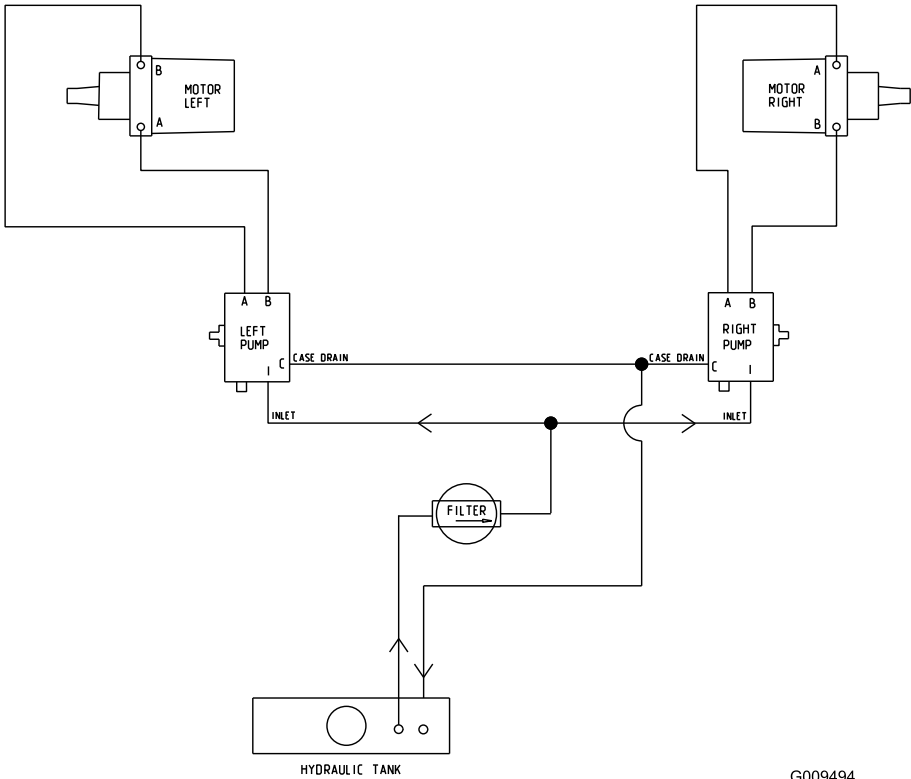 B
MOTOR
LEFT
A
A
MOTOR
RIGHT
B
A B
LEFT
PUMP
C
I
CASE DRAIN
INLET
A B
RIGHT
PUMP
C
I
CASE DRAIN
INLET
FILTER
HYDRAULIC TANK
G009494